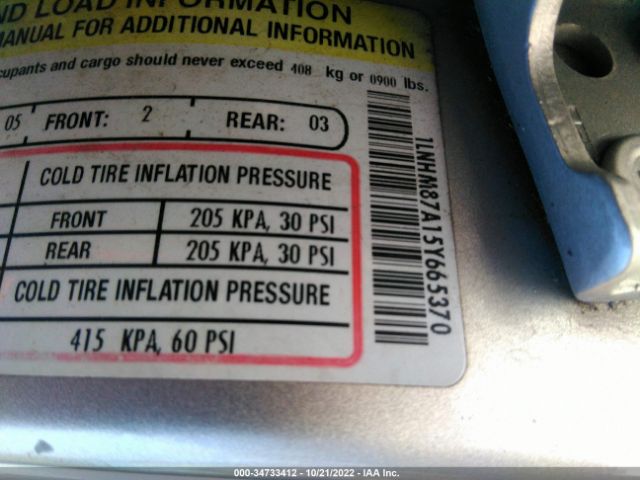 ND LOAD INFORMATION
MANUAL FOR ADDITIONAL INFORMATION
cupants and cargo should never exceed 408 kg or 0900 lbs.
05 FRONT: 2 REAR: 03
COLD TIRE INFLATION PRESSURE
FRONT 205 KPA, 30 PSI
REAR 205 KPA, 30 PSI
COLD TIRE INFLATION PRESSURE
415 KPA, 60 PSI
1LNHM87A15Y665370
000-34733412 - 10/21/2022 - IAA Inc.